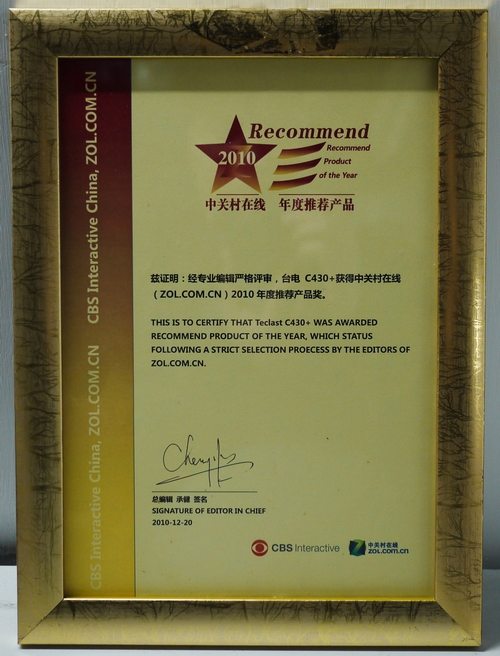 CBS Interactive China, ZOL.COM.CN CBS Interactive China, ZOL.COM.CN
2010
Recommend
Recommend
Product
of the Year
中关村在线 年度推荐产品
兹证明：经专业编辑严格评审，台电 C430+获得中关村在线
（ZOL.COM.CN）2010 年度推荐产品奖。
THIS IS TO CERTIFY THAT Teclast C430+ WAS AWARDED
RECOMMEND PRODUCT OF THE YEAR, WHICH STATUS
FOLLOWING A STRICT SELECTION PROECESS BY THE EDITORS OF
ZOL.COM.CN.
总编辑 承健 签名
SIGNATURE OF EDITOR IN CHIEF
2010-12-20
CBS Interactive
中关村在线
ZOL.com.cn